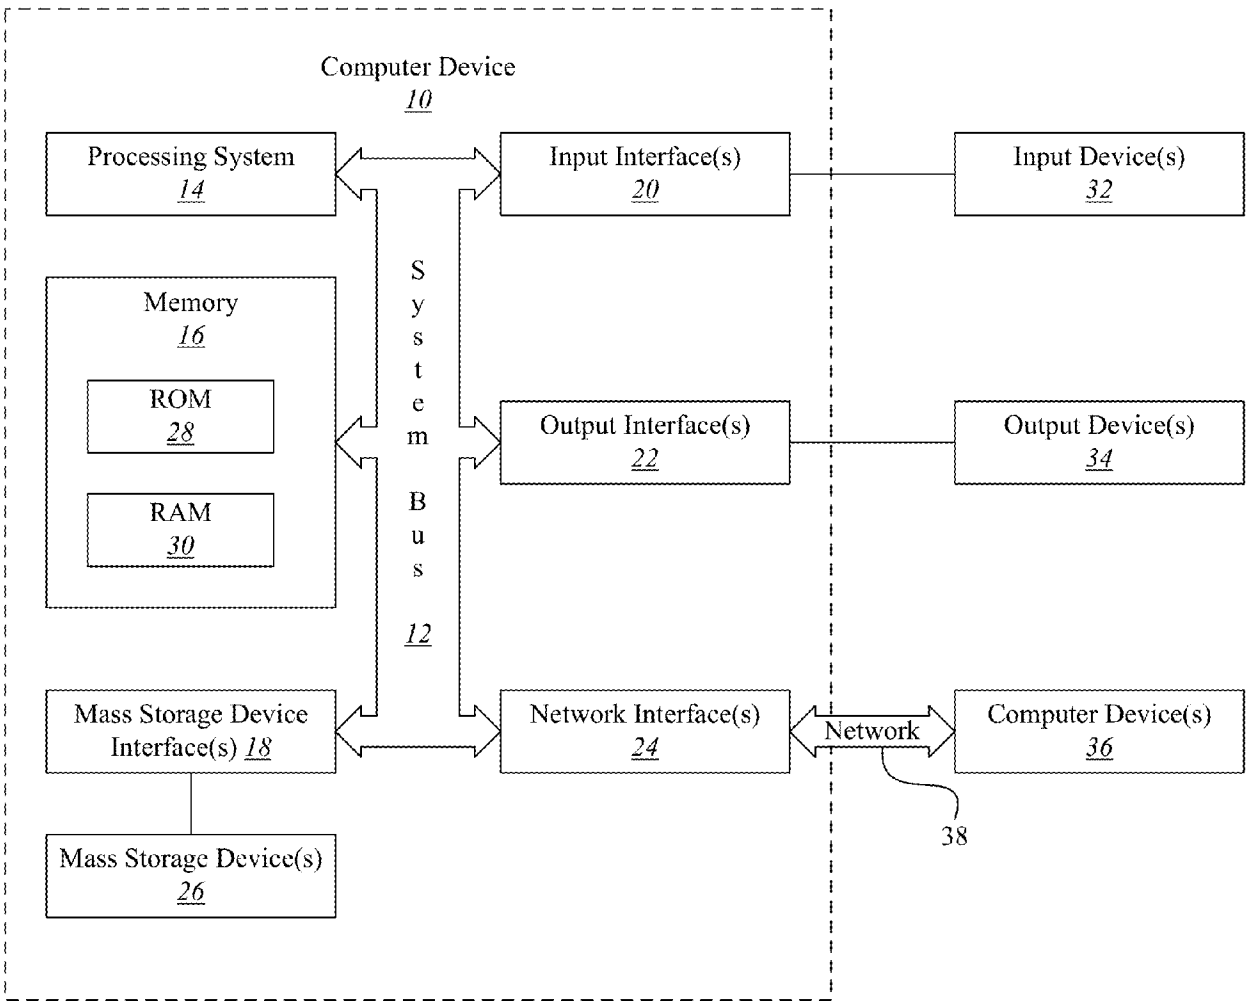 Computer Device
10
Processing System
14
Input Interface(s)
20
Input Device(s)
32
Memory
16
ROM
28
RAM
30
System Bus
12
Output Interface(s)
22
Output Device(s)
34
Mass Storage Device
Interface(s) 18
Network Interface(s)
24
Network
Computer Device(s)
36
38
Mass Storage Device(s)
26